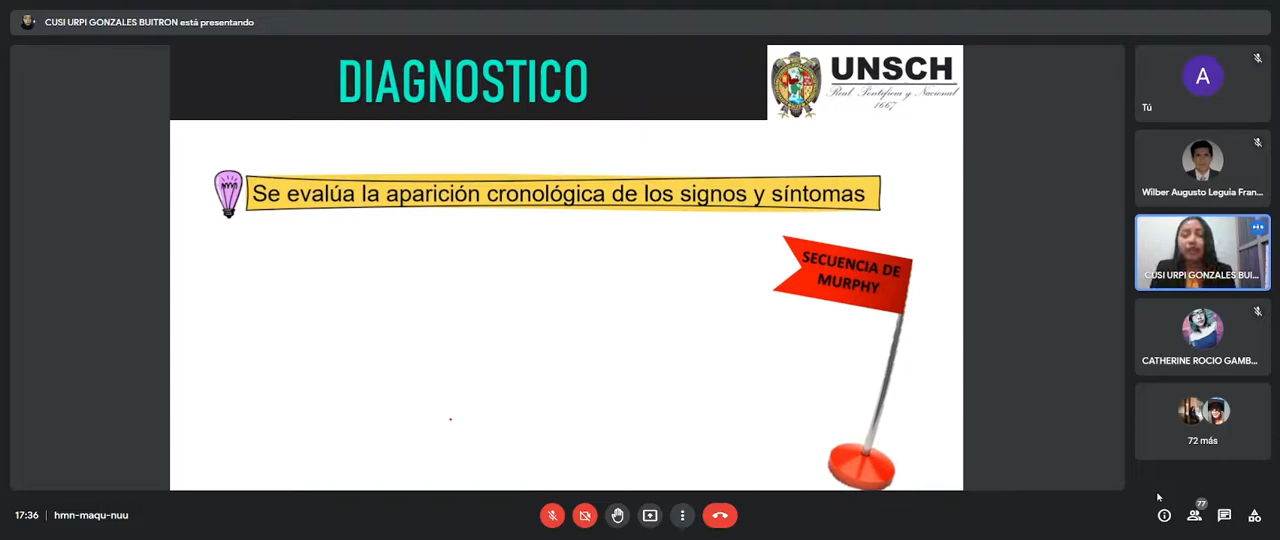 CUSI URPI GONZALES BUITRON está presentando
DIAGNOSTICO
UNSCH
Real Pontificia y Nacional
1667
Se evalúa la aparición cronológica de los signos y síntomas
SECUENCIA DE
MURPHY
A
Tú
Wilber Augusto Leguia Fran...
CUSI URPI GONZALES BUI...
CATHERINE ROCIO GAMB...
72 más
17:36
hmn-maqu-nuu
77